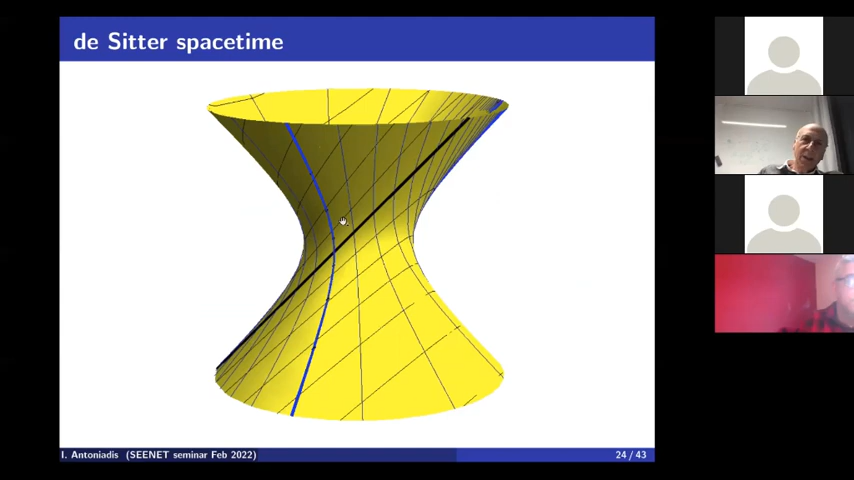 de Sitter spacetime
I. Antoniadis (SEENET seminar Feb 2022)
24 / 43